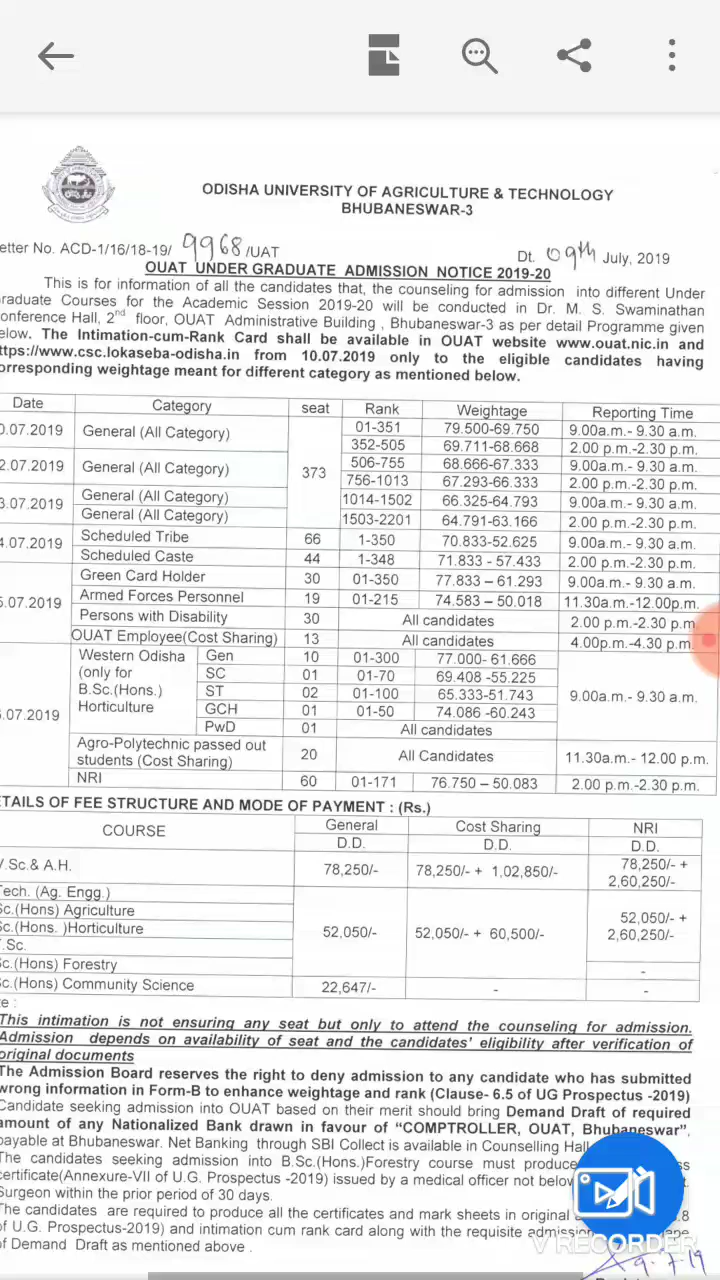 ODISHA UNIVERSITY OF AGRICULTURE & TECHNOLOGY
BHUBANESWAR-3
etter No. ACD-1/16/18-19/ 9968 /UAT Dt. 09th July, 2019
OUAT UNDER GRADUATE ADMISSION NOTICE 2019-20
This is for information of all the candidates that, the counseling for admission into different Under
raduate Courses for the Academic Session 2019-20 will be conducted in Dr. M. S. Swaminathan
onference Hall, 2nd floor, OUAT Administrative Building , Bhubaneswar-3 as per detail Programme given
elow. The Intimation-cum-Rank Card shall be available in OUAT website www.ouat.nic.in and
ttps://www.csc.lokaseba-odisha.in from 10.07.2019 only to the eligible candidates having
orresponding weightage meant for different category as mentioned below.
Date Category seat Rank Weightage Reporting Time
0.07.2019 General (All Category) 373 01-351 79.500-69.750 9.00a.m.- 9.30 a.m.
352-505 69.711-68.668 2.00 p.m.-2.30 p.m.
2.07.2019 General (All Category) 506-755 68.666-67.333 9.00a.m.- 9.30 a.m.
756-1013 67.293-66.333 2.00 p.m.-2.30 p.m.
3.07.2019 General (All Category) 1014-1502 66.325-64.793 9.00a.m.- 9.30 a.m.
General (All Category) 1503-2201 64.791-63.166 2.00 p.m.-2.30 p.m.
4.07.2019 Scheduled Tribe 66 1-350 70.833-52.625 9.00a.m.- 9.30 a.m.
Scheduled Caste 44 1-348 71.833 - 57.433 2.00 p.m.-2.30 p.m.
5.07.2019 Green Card Holder 30 01-350 77.833 – 61.293 9.00a.m.- 9.30 a.m.
Armed Forces Personnel 19 01-215 74.583 – 50.018 11.30a.m.-12.00p.m.
Persons with Disability 30 All candidates 2.00 p.m.-2.30 p.m
OUAT Employee(Cost Sharing) 13 All candidates 4.00p.m-4.30 p.m
6.07.2019 Western Odisha (only for B.Sc.(Hons.) Horticulture Gen 10 01-300 77.000- 61.666 9.00a.m.- 9.30 a.m.
SC 01 01-70 69.408 -55.225
ST 02 01-100 65.333-51.743
GCH 01 01-50 74.086 -60.243
PwD 01 All candidates
Agro-Polytechnic passed out students (Cost Sharing) 20 All Candidates 11.30a.m.- 12.00 p.m.
NRI 60 01-171 76.750 – 50.083 2.00 p.m.-2.30 p.m.
ETAILS OF FEE STRUCTURE AND MODE OF PAYMENT : (Rs.)
COURSE General Cost Sharing NRI
D.D. D.D. D.D.
V.Sc.& A.H. 78,250/- 78,250/- + 1,02,850/- 78,250/- + 2,60,250/-
Tech. (Ag. Engg.)
Sc.(Hons) Agriculture
Sc.(Hons. )Horticulture 52,050/- 52,050/- + 60,500/- 52,050/- + 2,60,250/-
.Sc.
Sc.(Hons) Forestry -
Sc.(Hons) Community Science 22,647/- - -
te :
This intimation is not ensuring any seat but only to attend the counseling for admission.
Admission depends on availability of seat and the candidates' eligibility after verification of
original documents
The Admission Board reserves the right to deny admission to any candidate who has submitted
wrong information in Form-B to enhance weightage and rank (Clause- 6.5 of UG Prospectus -2019)
Candidate seeking admission into OUAT based on their merit should bring Demand Draft of required
amount of any Nationalized Bank drawn in favour of "COMPTROLLER, OUAT, Bhubaneswar",
payable at Bhubaneswar. Net Banking through SBI Collect is available in Counselling Hall
The candidates seeking admission into B.Sc.(Hons.)Forestry course must produce ss
certificate(Annexure-VII of U.G. Prospectus -2019) issued by a medical officer not below t.
Surgeon within the prior period of 30 days.
The candidates are required to produce all the certificates and mark sheets in original .8
of U.G. Prospectus-2019) and intimation cum rank card along with the requisite admiss ape
of Demand Draft as mentioned above .
V RECORDER
9.7.19